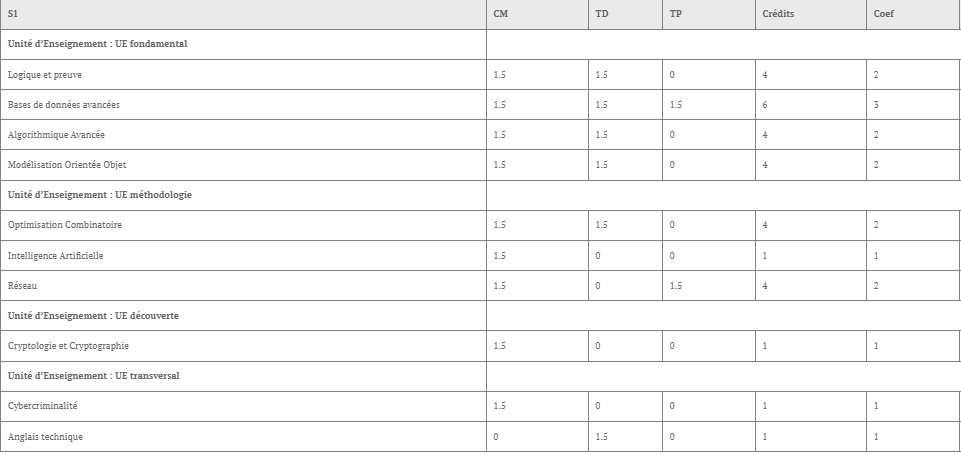 S1 CM TD TP Crédits Coef
Unité d'Enseignement : UE fondamental
Logique et preuve 1.5 1.5 0 4 2
Bases de données avancées 1.5 1.5 1.5 6 3
Algorithmique Avancée 1.5 1.5 0 4 2
Modélisation Orientée Objet 1.5 1.5 0 4 2
Unité d'Enseignement : UE méthodologie
Optimisation Combinatoire 1.5 1.5 0 4 2
Intelligence Artificielle 1.5 0 0 1 1
Réseau 1.5 0 1.5 4 2
Unité d'Enseignement : UE découverte
Cryptologie et Cryptographie 1.5 0 0 1 1
Unité d'Enseignement : UE transversal
Cybercriminalité 1.5 0 0 1 1
Anglais technique 0 1.5 0 1 1